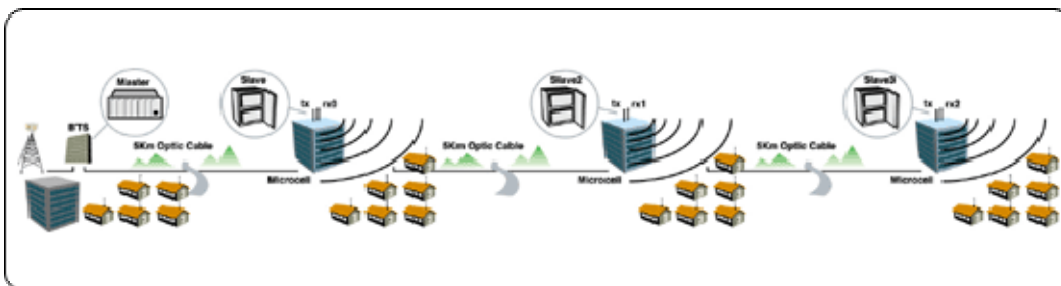 Master
BTS
5Km Optic Cable
Slave
tx rx0
Microcell
5Km Optic Cable
Slave2
tx rx1
Microcell
5Km Optic Cable
Slave3
tx rx2
Microcell